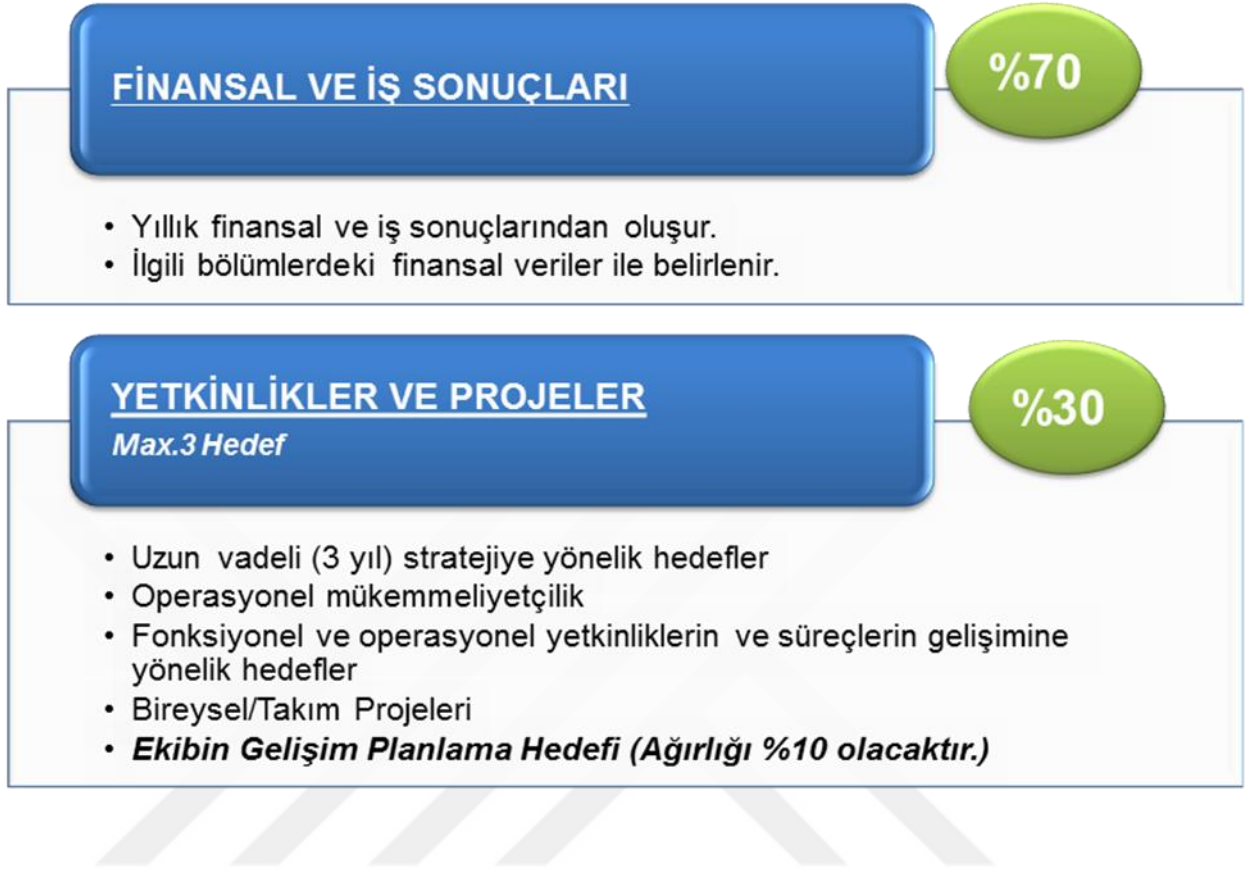 FİNANSAL VE İŞ SONUÇLARI
%70
• Yıllık finansal ve iş sonuçlarından oluşur.
• İlgili bölümlerdeki finansal veriler ile belirlenir.
YETKİNLİKLER VE PROJELER
Max.3 Hedef
%30
• Uzun vadeli (3 yıl) stratejiye yönelik hedefler
• Operasyonel mükemmeliyetçilik
• Fonksiyonel ve operasyonel yetkinliklerin ve süreçlerin gelişimine
yönelik hedefler
• Bireysel/Takım Projeleri
• Ekibin Gelişim Planlama Hedefi (Ağırlığı %10 olacaktır.)